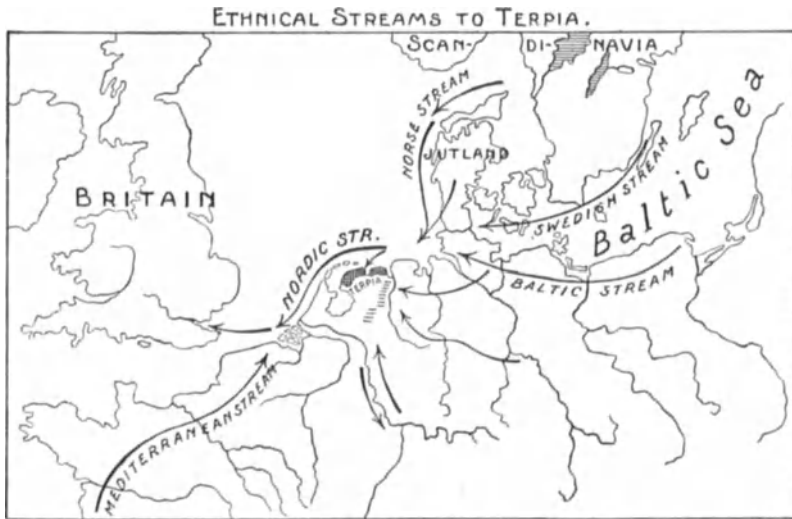 ETHNICAL STREAMS TO TERPIA.
SCAN- DI- NAVIA
NORSE STREAM
JUTLAND
Baltic Sea
BRITAIN
SWEDISH STREAM
NORDIC STR.
TERPIA
BALTIC STREAM
MEDITERRANEAN STREAM